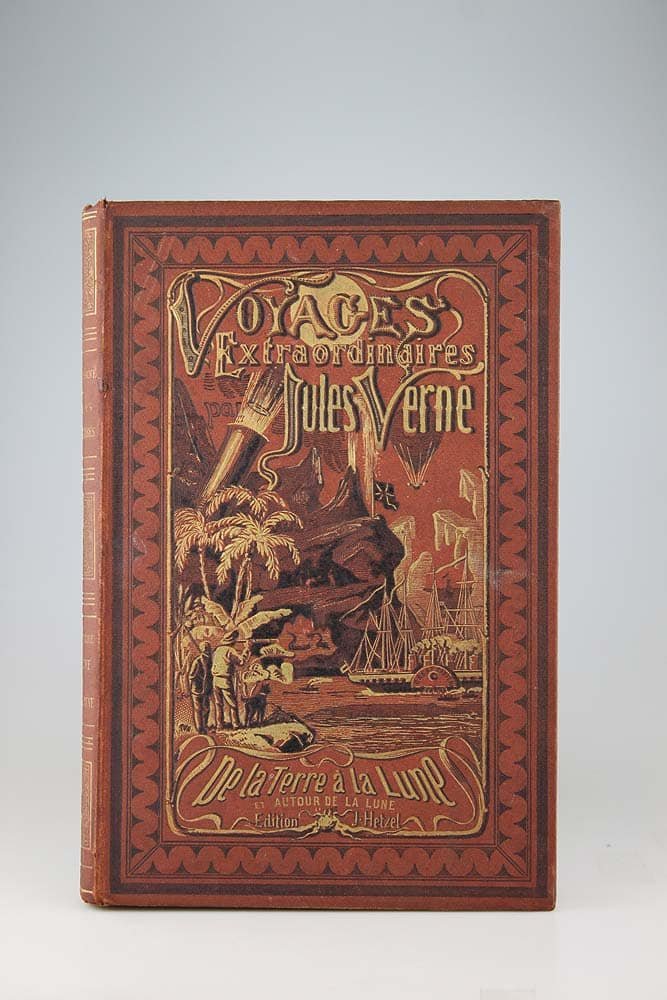 VOYAGES
Extraordinaires
par
Jules Verne
De la Terre à la Lune
ET AUTOUR DE LA LUNE
Edition J. Hetzel